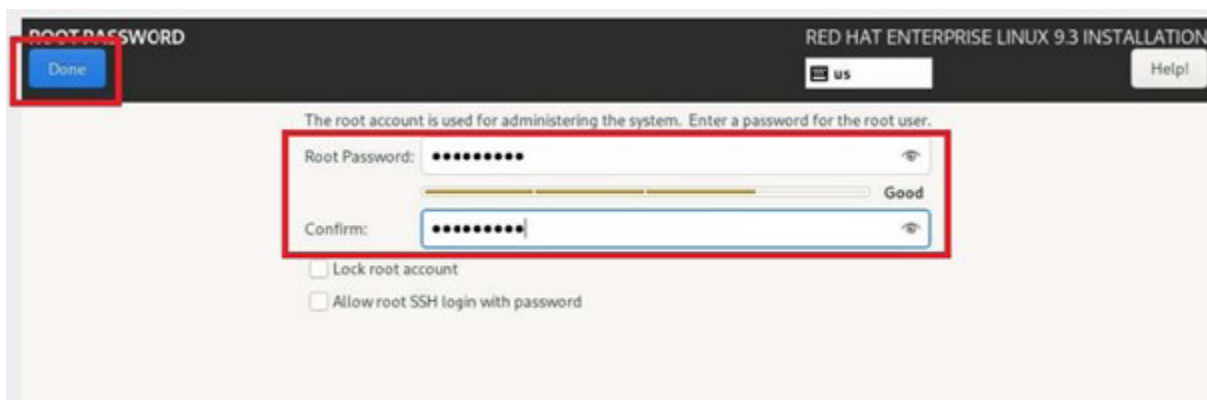 ROOT PASSWORD
RED HAT ENTERPRISE LINUX 9.3 INSTALLATION
Done
us
Help!
The root account is used for administering the system. Enter a password for the root user.
Root Password: •••••••••
Good
Confirm: •••••••••
Lock root account
Allow root SSH login with password